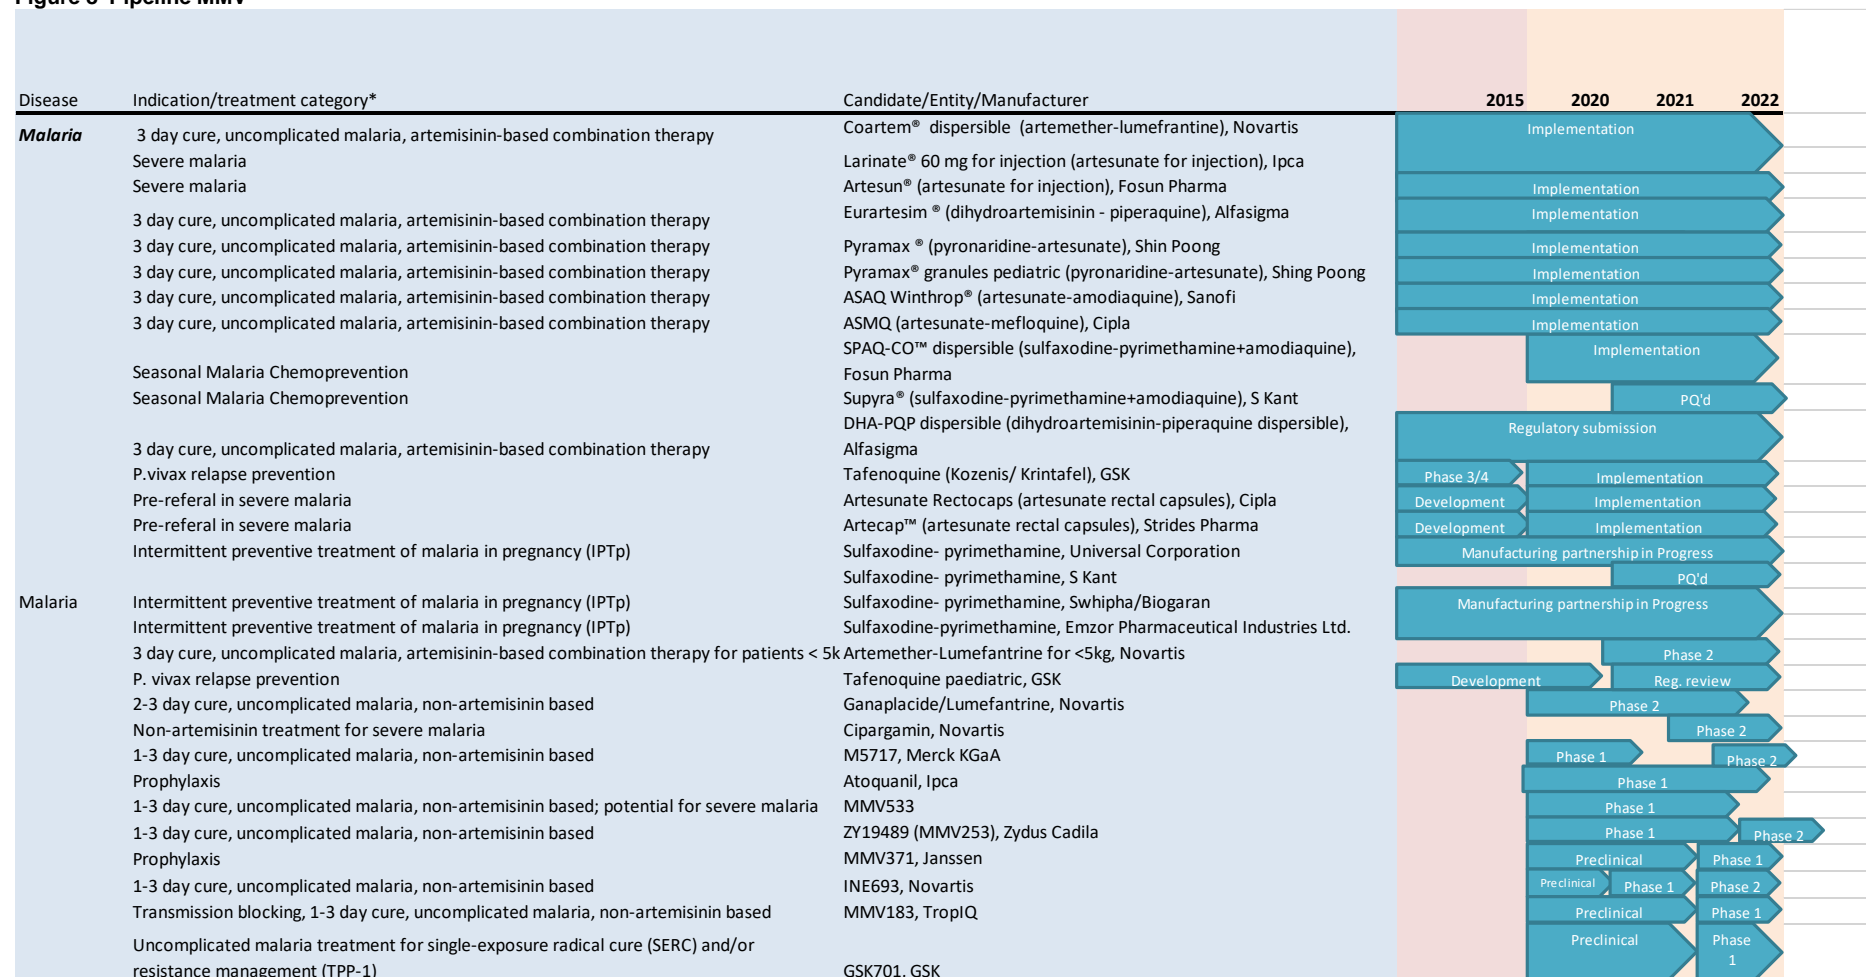 Figure 3 Pipeline MMV
Disease Indication/treatment category* Candidate/Entity/Manufacturer 2015 2020 2021 2022
Malaria 3 day cure, uncomplicated malaria, artemisinin-based combination therapy Coartem® dispersible (artemether-lumefrantine), Novartis Implementation
Severe malaria Larinate® 60 mg for injection (artesunate for injection), Ipca
Severe malaria Artesun® (artesunate for injection), Fosun Pharma Implementation
3 day cure, uncomplicated malaria, artemisinin-based combination therapy Eurartesim ® (dihydroartemisinin - piperaquine), Alfasigma Implementation
3 day cure, uncomplicated malaria, artemisinin-based combination therapy Pyramax ® (pyronaridine-artesunate), Shin Poong Implementation
3 day cure, uncomplicated malaria, artemisinin-based combination therapy Pyramax® granules pediatric (pyronaridine-artesunate), Shing Poong Implementation
3 day cure, uncomplicated malaria, artemisinin-based combination therapy ASAQ Winthrop® (artesunate-amodiaquine), Sanofi Implementation
3 day cure, uncomplicated malaria, artemisinin-based combination therapy ASMQ (artesunate-mefloquine), Cipla Implementation
SPAQ-CO™ dispersible (sulfaxodine-pyrimethamine+amodiaquine), Implementation
Seasonal Malaria Chemoprevention Fosun Pharma
Seasonal Malaria Chemoprevention Supyra® (sulfaxodine-pyrimethamine+amodiaquine), S Kant PQ'd
DHA-PQP dispersible (dihydroartemisinin-piperaquine dispersible), Regulatory submission
3 day cure, uncomplicated malaria, artemisinin-based combination therapy Alfasigma
P.vivax relapse prevention Tafenoquine (Kozenis/ Krintafel), GSK Phase 3/4 Implementation
Pre-referal in severe malaria Artesunate Rectocaps (artesunate rectal capsules), Cipla Development Implementation
Pre-referal in severe malaria Artecap™ (artesunate rectal capsules), Strides Pharma Development Implementation
Intermittent preventive treatment of malaria in pregnancy (IPTp) Sulfaxodine- pyrimethamine, Universal Corporation Manufacturing partnership in Progress
Sulfaxodine- pyrimethamine, S Kant PQ'd
Malaria Intermittent preventive treatment of malaria in pregnancy (IPTp) Sulfaxodine- pyrimethamine, Swhipha/Biogaran Manufacturing partnership in Progress
Intermittent preventive treatment of malaria in pregnancy (IPTp) Sulfaxodine-pyrimethamine, Emzor Pharmaceutical Industries Ltd.
3 day cure, uncomplicated malaria, artemisinin-based combination therapy for patients < 5k Artemether-Lumefantrine for <5kg, Novartis Phase 2
P. vivax relapse prevention Tafenoquine paediatric, GSK Development Reg. review
2-3 day cure, uncomplicated malaria, non-artemisinin based Ganaplacide/Lumefantrine, Novartis Phase 2
Non-artemisinin treatment for severe malaria Cipargamin, Novartis Phase 2
1-3 day cure, uncomplicated malaria, non-artemisinin based M5717, Merck KGaA Phase 1 Phase 2
Prophylaxis Atoquanil, Ipca Phase 1
1-3 day cure, uncomplicated malaria, non-artemisinin based; potential for severe malaria MMV533 Phase 1
1-3 day cure, uncomplicated malaria, non-artemisinin based ZY19489 (MMV253), Zydus Cadila Phase 1 Phase 2
Prophylaxis MMV371, Janssen Preclinical Phase 1
1-3 day cure, uncomplicated malaria, non-artemisinin based INE693, Novartis Preclinical Phase 1 Phase 2
Transmission blocking, 1-3 day cure, uncomplicated malaria, non-artemisinin based MMV183, TropIQ Preclinical Phase 1
Uncomplicated malaria treatment for single-exposure radical cure (SERC) and/or Preclinical Phase
1
resistance management (TPP-1) GSK701, GSK